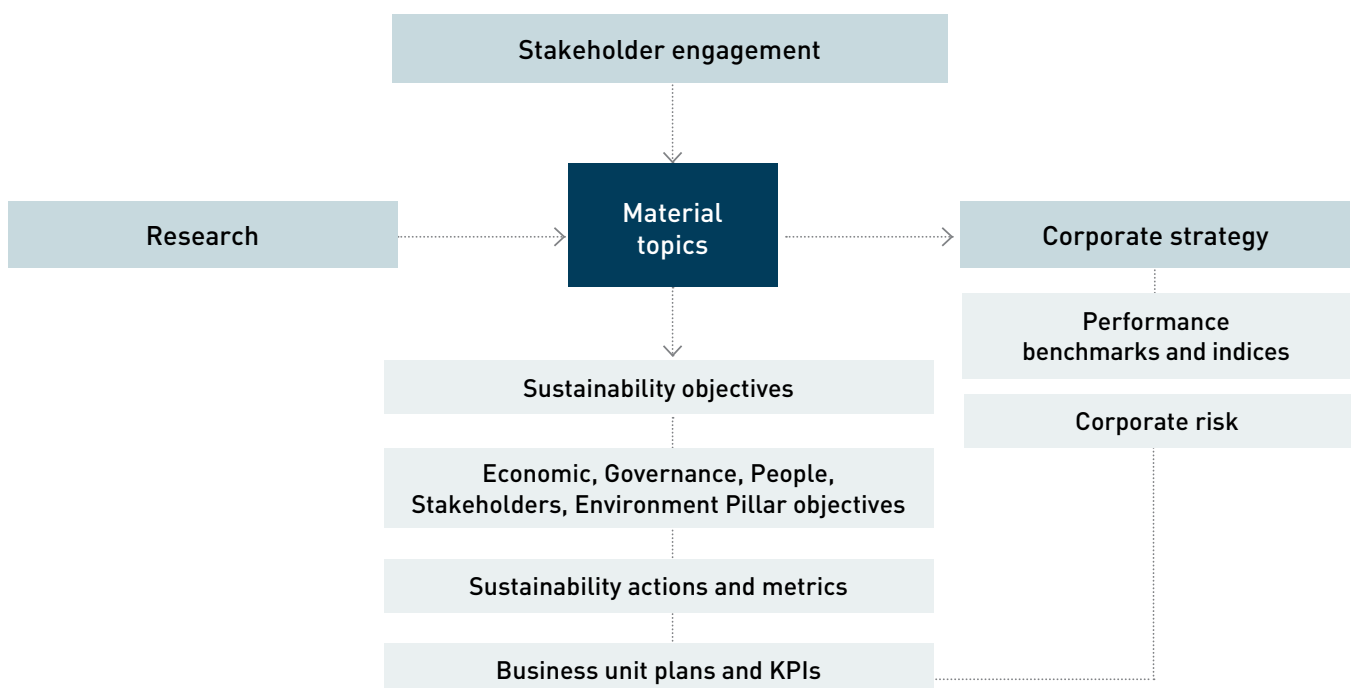 Stakeholder engagement
Research
Material
topics
Corporate strategy
Performance
benchmarks and indices
Sustainability objectives
Corporate risk
Economic, Governance, People,
Stakeholders, Environment Pillar objectives
Sustainability actions and metrics
Business unit plans and KPIs